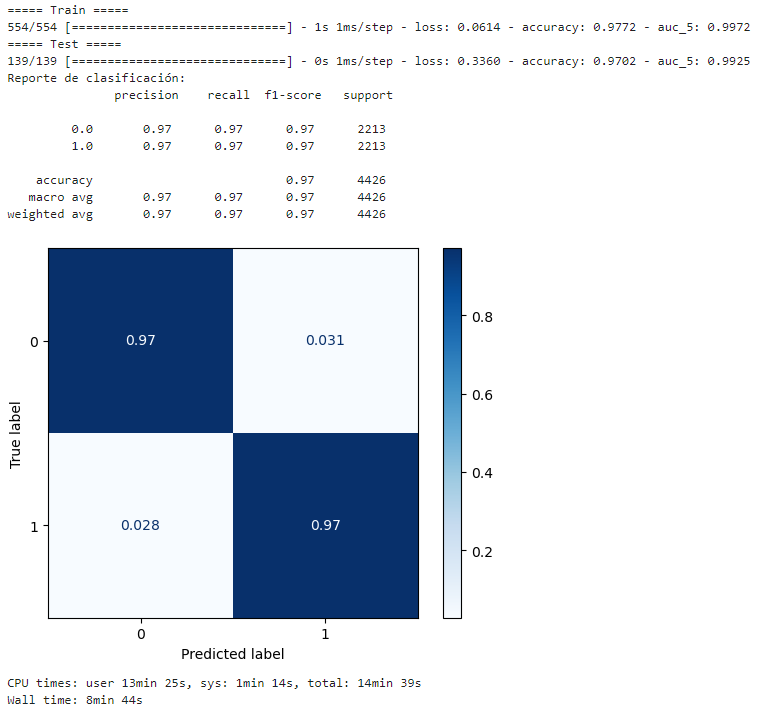 ===== Train =====
554/554 [==============================] - 1s 1ms/step - loss: 0.0614 - accuracy: 0.9772 - auc_5: 0.9972
===== Test =====
139/139 [==============================] - 0s 1ms/step - loss: 0.3360 - accuracy: 0.9702 - auc_5: 0.9925
Reporte de clasificación:
precision recall f1-score support
0.0 0.97 0.97 0.97 2213
1.0 0.97 0.97 0.97 2213
accuracy 0.97 4426
macro avg 0.97 0.97 0.97 4426
weighted avg 0.97 0.97 0.97 4426
0.8
0 0.97 0.031
0.6
True label
0.4
1 0.028 0.97
0.2
0 1
Predicted label
CPU times: user 13min 25s, sys: 1min 14s, total: 14min 39s
Wall time: 8min 44s